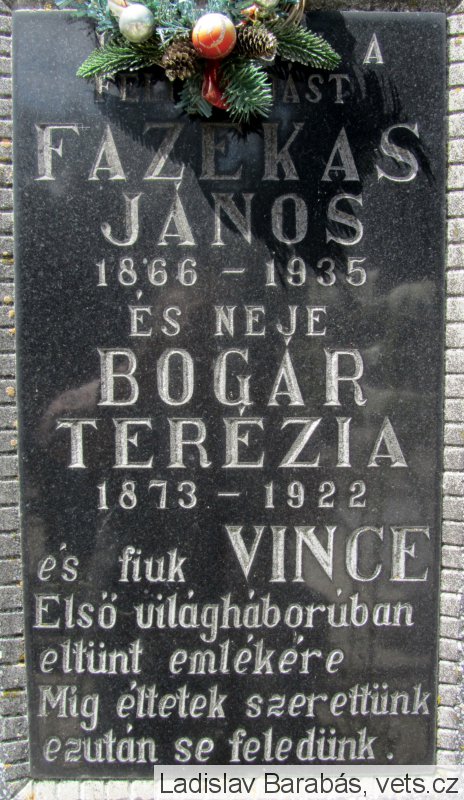 A
FAZEKAS
JÁNOS
1866 – 1935
ÉS NEJE
BOGÁR
TERÉZIA
1873 – 1922
és fiuk VINCE
Első világháborúban
eltünt emlékére
Mig éltetek szerettünk
ezután se feledünk.
Ladislav Barabás, vets.cz